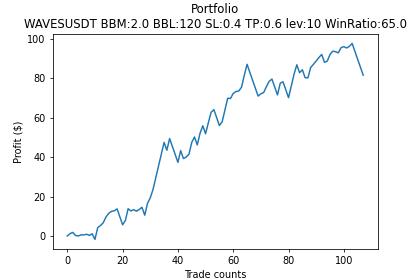 Portfolio
WAVESUSDT BBM:2.0 BBL:120 SL:0.4 TP:0.6 lev:10 WinRatio:65.0
100
80
60
40
20
0
Profit ($)
0 20 40 60 80 100
Trade counts